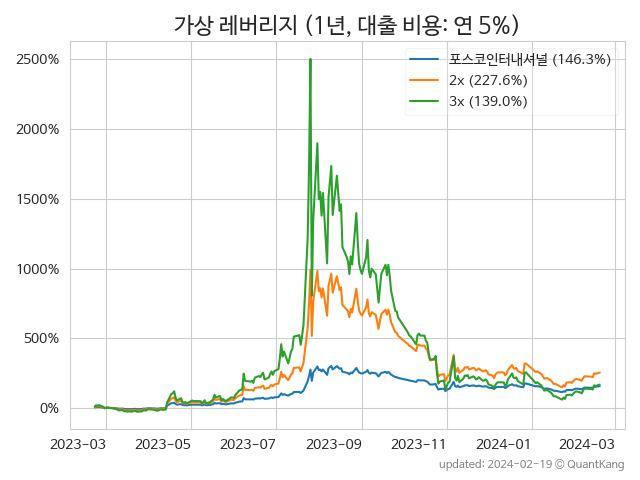 가상 레버리지 (1년, 대출 비용: 연 5%)
포스코인터내셔널 (146.3%)
2x (227.6%)
3x (139.0%)
2500%
2000%
1500%
1000%
500%
0%
2023-03 2023-05 2023-07 2023-09 2023-11 2024-01 2024-03
updated: 2024-02-19 © QuantKang